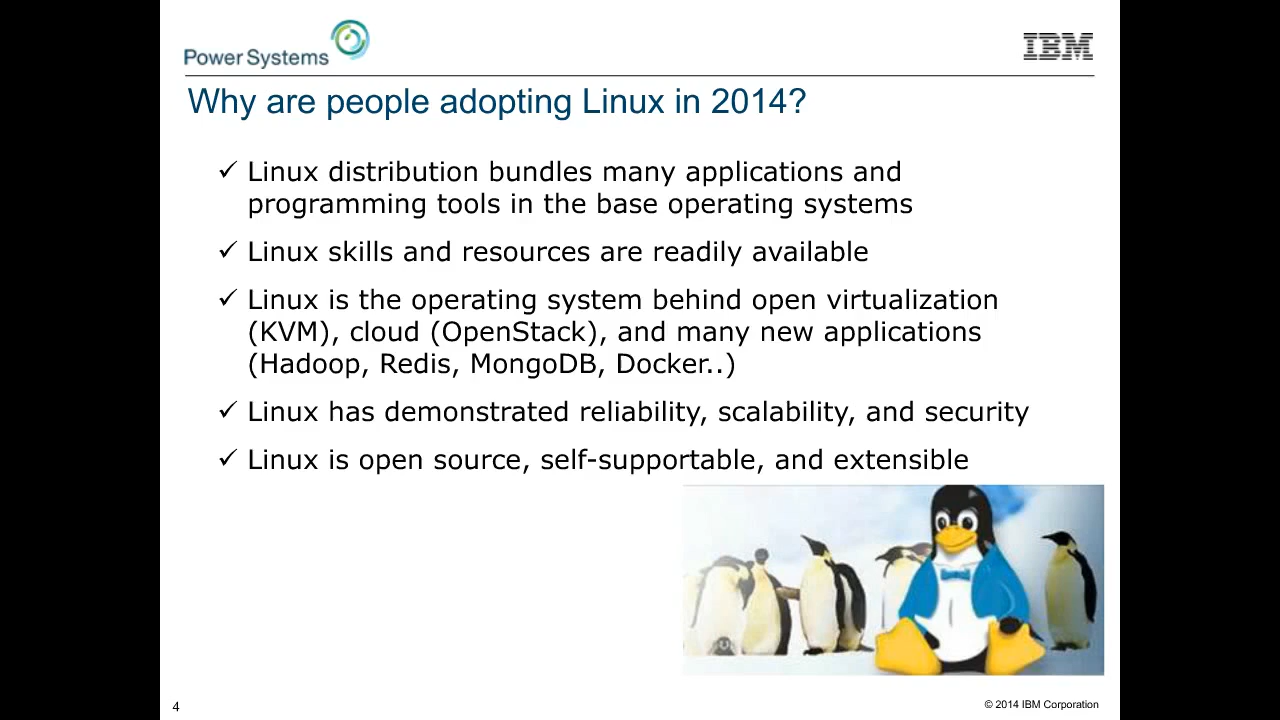 Power Systems
IBM
Why are people adopting Linux in 2014?
✓ Linux distribution bundles many applications and
programming tools in the base operating systems
✓ Linux skills and resources are readily available
✓ Linux is the operating system behind open virtualization
(KVM), cloud (OpenStack), and many new applications
(Hadoop, Redis, MongoDB, Docker..)
✓ Linux has demonstrated reliability, scalability, and security
✓ Linux is open source, self-supportable, and extensible
4
© 2014 IBM Corporation